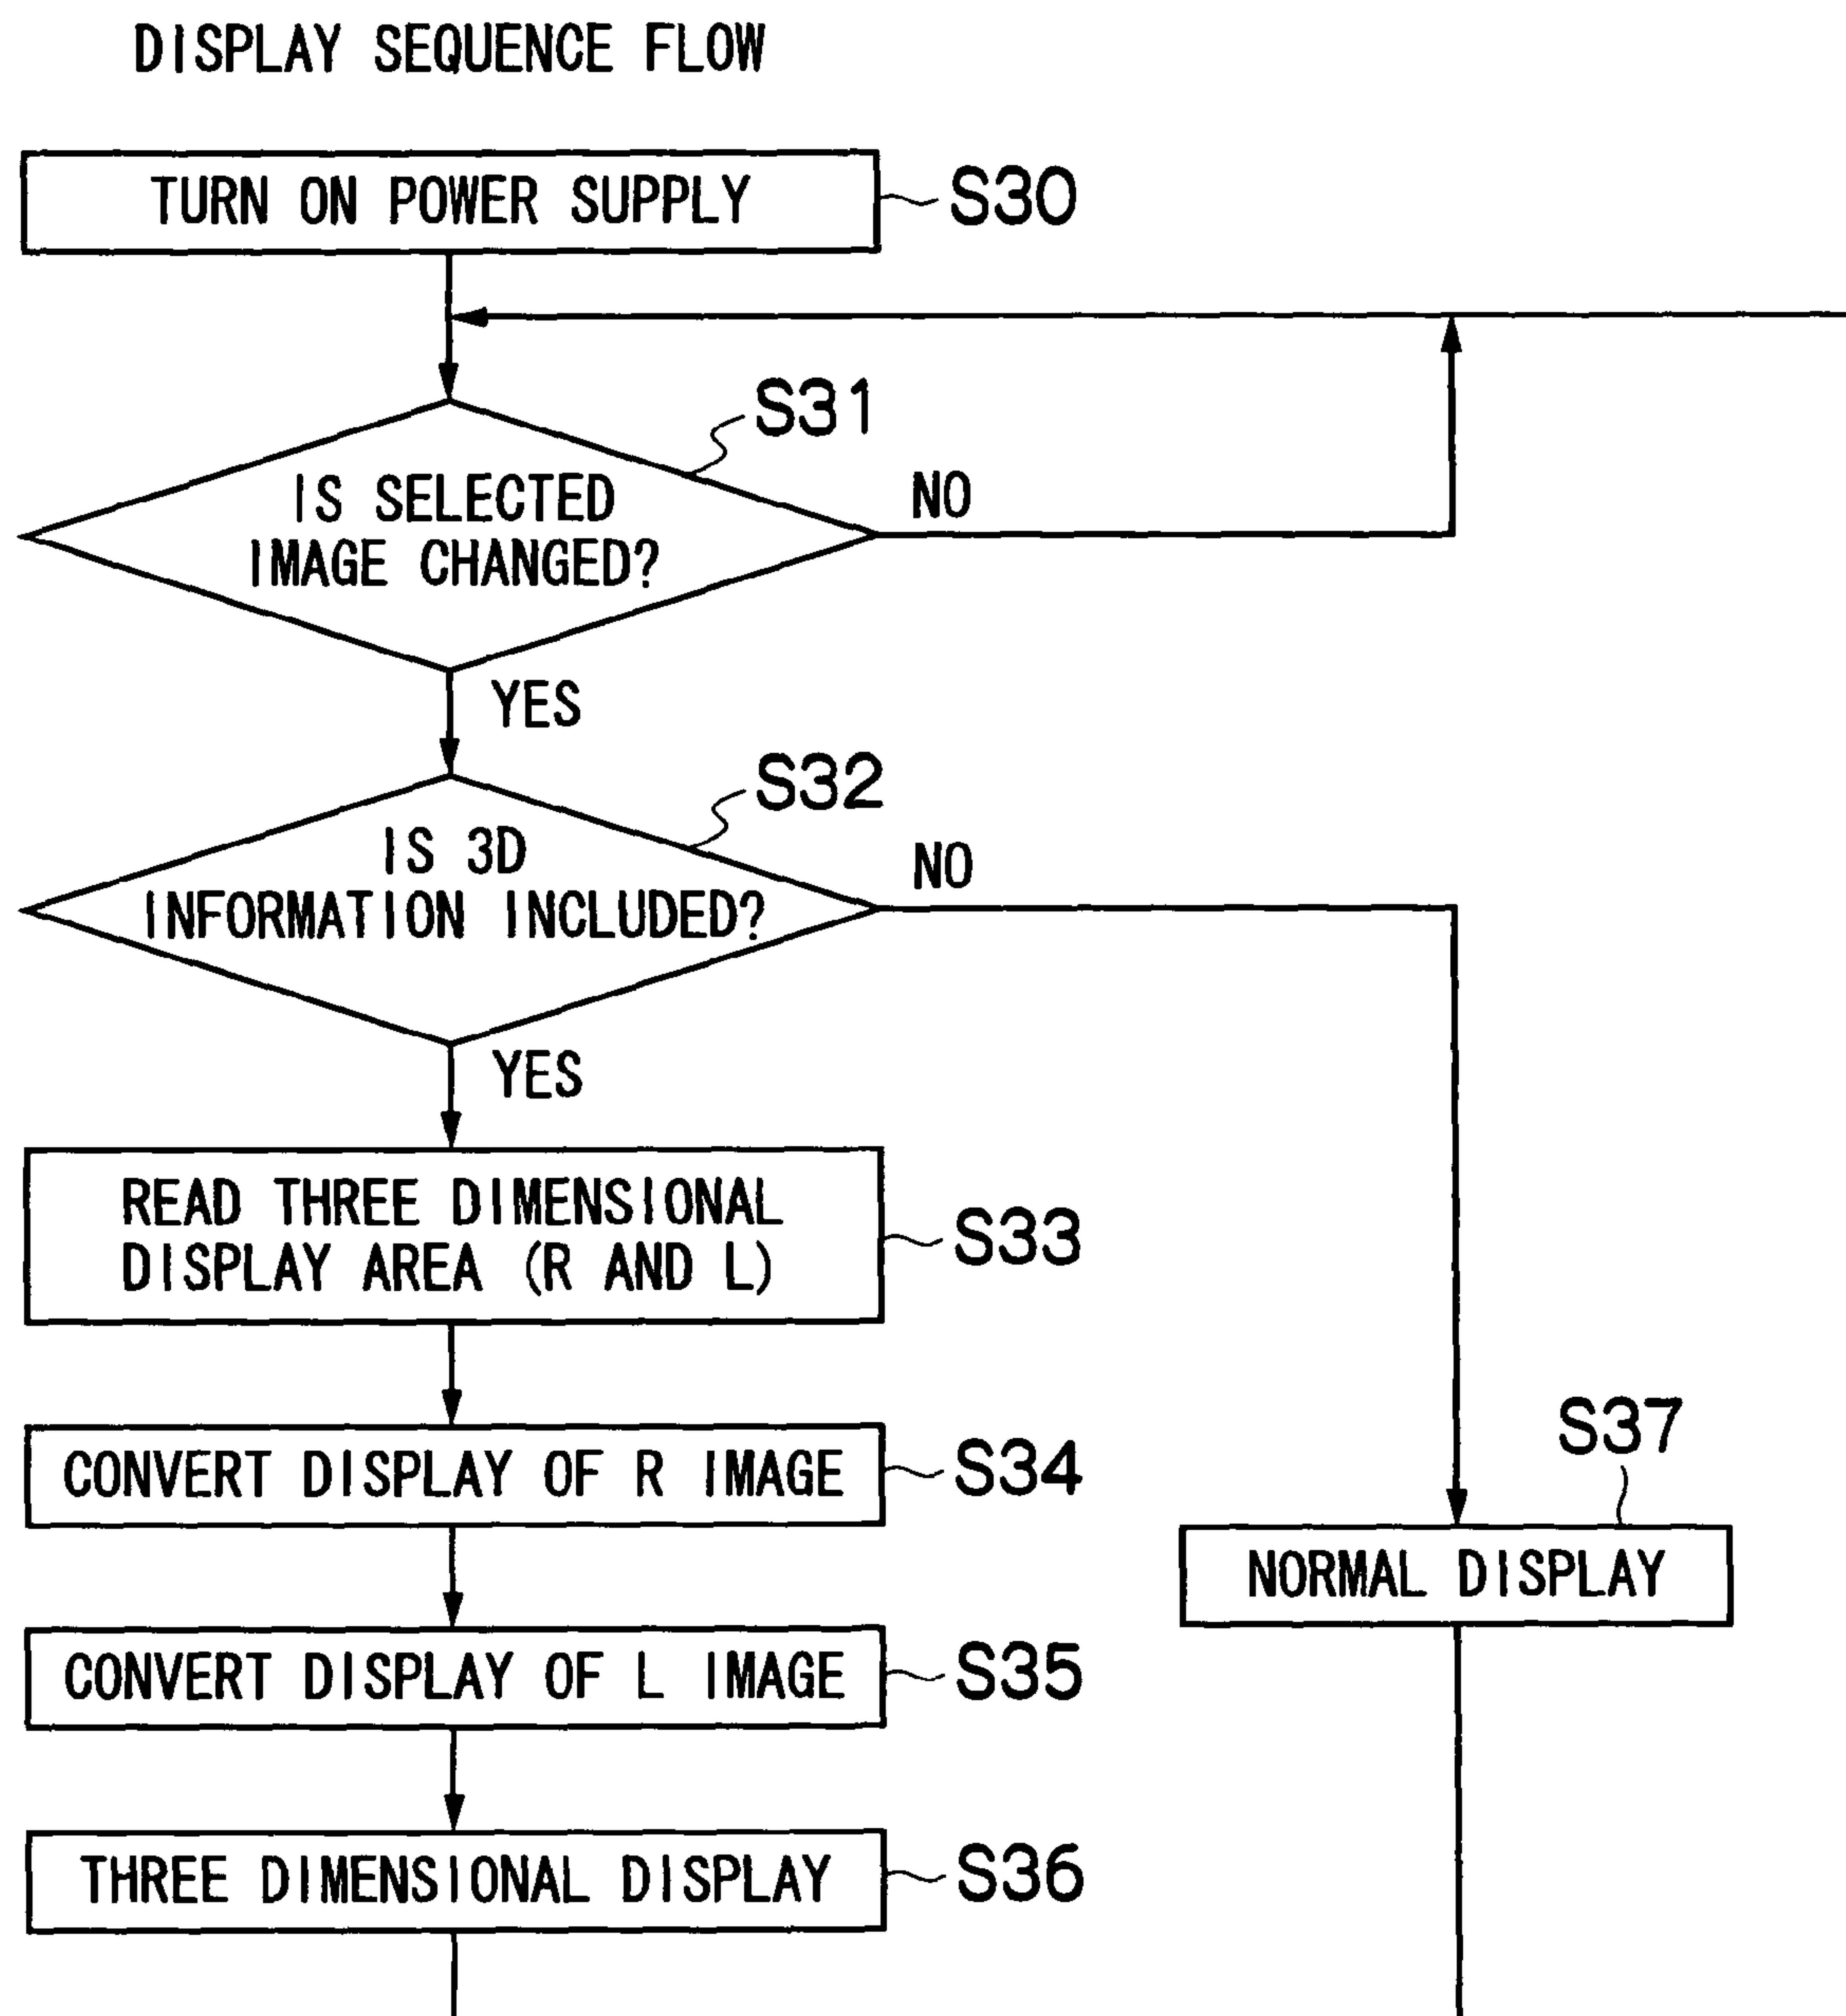 DISPLAY SEQUENCE FLOW
TURN ON POWER SUPPLY
S30
S31
IS SELECTED
IMAGE CHANGED?
NO
YES
S32
IS 3D
INFORMATION INCLUDED?
NO
YES
READ THREE DIMENSIONAL
DISPLAY AREA (R AND L)
S33
CONVERT DISPLAY OF R IMAGE
S34
S37
NORMAL DISPLAY
CONVERT DISPLAY OF L IMAGE
S35
THREE DIMENSIONAL DISPLAY
S36